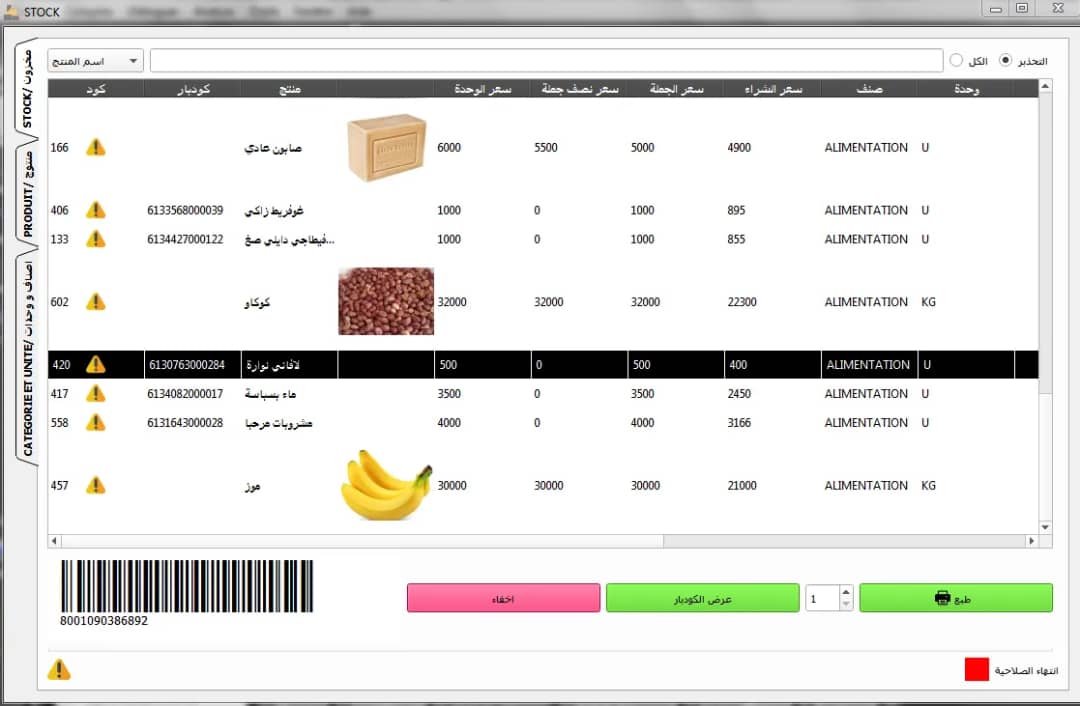 STOCK
مخزون /STOCK
منتوج /PRODUIT
اصناف و وحدات /CATEGORIE ET UNITE
اسم المنتج
الكل
التحذير
كود كودبار منتج سعر الوحدة سعر نصف جملة سعر الجملة سعر الشراء صنف وحدة
166 صابون عادي 6000 5500 5000 4900 ALIMENTATION U
406 6133568000039 غوفريط زاكي 1000 0 1000 895 ALIMENTATION U
133 6134427000122 فيطاجي دايلي صغ... 1000 0 1000 855 ALIMENTATION U
602 كوكاو 32000 32000 32000 22300 ALIMENTATION KG
420 6130763000284 لافاني نوارة 500 0 500 400 ALIMENTATION U
417 6134082000017 ماء بسباسة 3500 0 3500 2450 ALIMENTATION U
558 6131643000028 مشروبات مرحبا 4000 0 4000 3166 ALIMENTATION U
457 موز 30000 30000 30000 21000 ALIMENTATION KG
8001090386892
اخفاء
عرض الكودبار
1
طبع
انتهاء الصلاحية